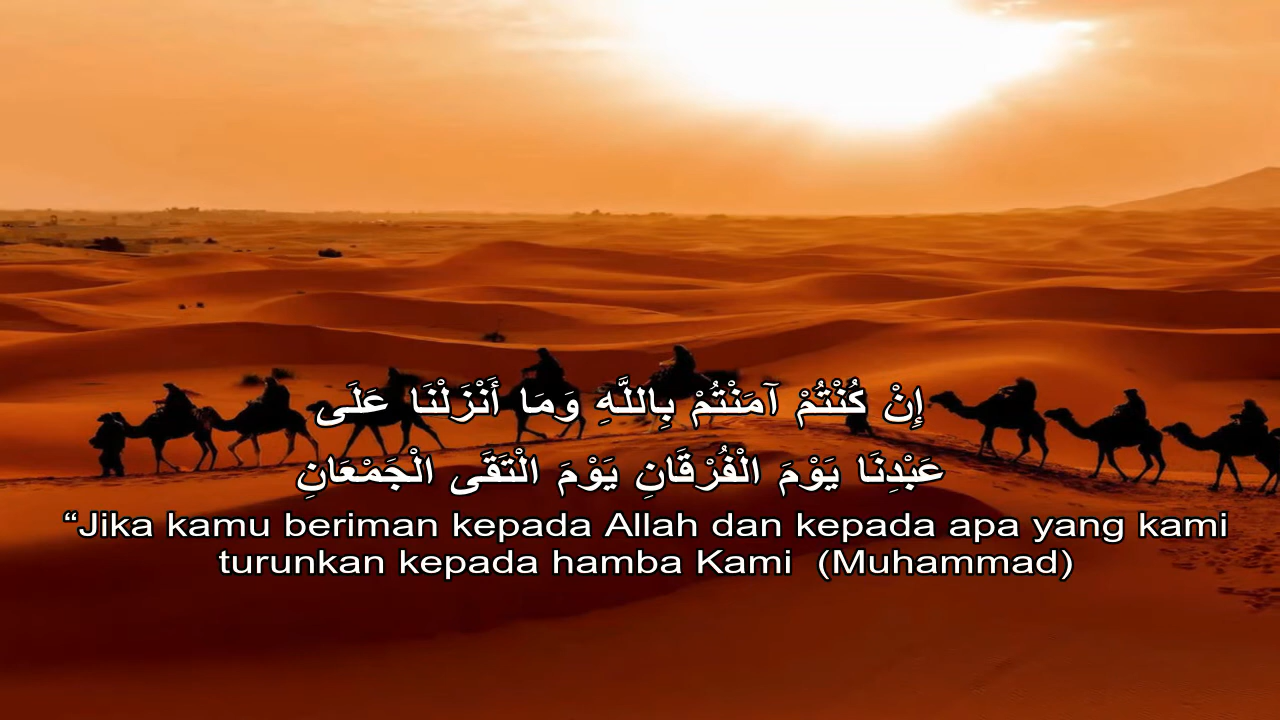 إِنْ كُنْتُمْ آمَنْتُمْ بِاللَّهِ وَمَا أَنْزَلْنَا عَلَى
عَبْدِنَا يَوْمَ الْفُرْقَانِ يَوْمَ الْتَقَى الْجَمْعَانِ
“Jika kamu beriman kepada Allah dan kepada apa yang kami
turunkan kepada hamba Kami  (Muhammad)